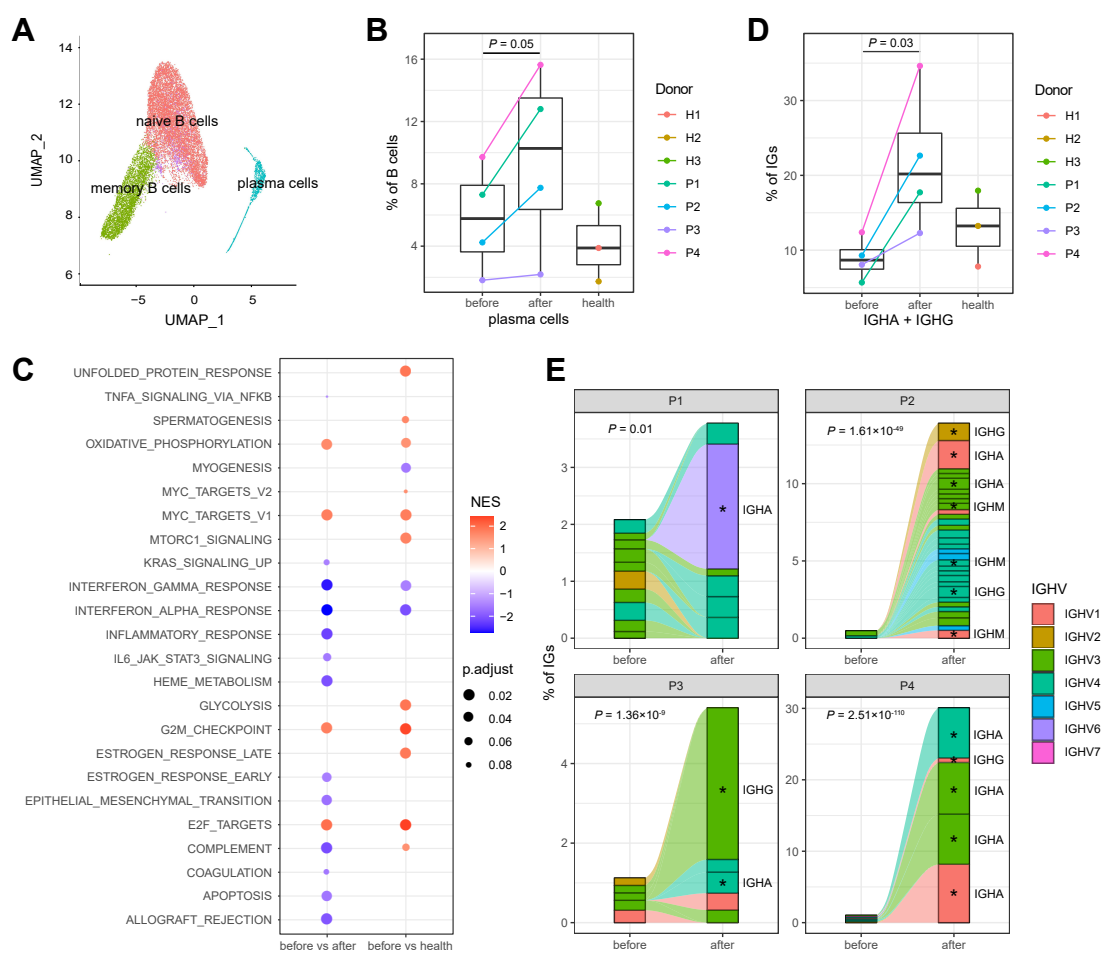 A
14
12
10
8
6
UMAP_2
naive B cells
memory B cells
plasma cells
−5
0
5
UMAP_1
B
P = 0.05
16
12
8
4
% of B cells
before
after
health
plasma cells
Donor
H1
H2
H3
P1
P2
P3
P4
D
P = 0.03
30
20
10
% of IGs
before
after
health
IGHA + IGHG
Donor
H1
H2
H3
P1
P2
P3
P4
C
UNFOLDED_PROTEIN_RESPONSE
TNFA_SIGNALING_VIA_NFKB
SPERMATOGENESIS
OXIDATIVE_PHOSPHORYLATION
MYOGENESIS
MYC_TARGETS_V2
MYC_TARGETS_V1
MTORC1_SIGNALING
KRAS_SIGNALING_UP
INTERFERON_GAMMA_RESPONSE
INTERFERON_ALPHA_RESPONSE
INFLAMMATORY_RESPONSE
IL6_JAK_STAT3_SIGNALING
HEME_METABOLISM
GLYCOLYSIS
G2M_CHECKPOINT
ESTROGEN_RESPONSE_LATE
ESTROGEN_RESPONSE_EARLY
EPITHELIAL_MESENCHYMAL_TRANSITION
E2F_TARGETS
COMPLEMENT
COAGULATION
APOPTOSIS
ALLOGRAFT_REJECTION
before vs after
before vs health
NES
2
1
0
−1
−2
p.adjust
0.02
0.04
0.06
0.08
E
% of IGs
P1
P = 0.01
3
2
1
0
*
IGHA
before
after
P2
P = 1.61×10-49
10
5
0
* IGHG
* IGHA
* IGHA
* IGHM
* IGHM
* IGHG
* IGHM
before
after
P3
P = 1.36×10-9
4
2
0
* IGHG
* IGHA
before
after
P4
P = 2.51×10-110
30
20
10
0
* IGHA
* IGHG
* IGHA
* IGHA
* IGHA
before
after
IGHV
IGHV1
IGHV2
IGHV3
IGHV4
IGHV5
IGHV6
IGHV7